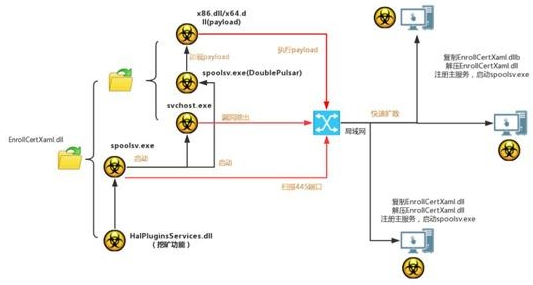 x86.dll/x64.d
ll(payload)
加载payload
执行payload
spoolsv.exe(DoublePulsar)
svchost.exe
漏洞攻击
EnrollCertXaml.dll
spoolsv.exe
启动
启动
扫描445端口
HalPluginsServices.dll
(挖矿功能)
局域网
快速扩散
复制EnrollCertXaml.dllb
解压EnrollCertXaml.dll
注册主服务，启动spoolsv.exe
复制EnrollCertXaml.dll
解压EnrollCertXaml.dll
注册主服务，启动spoolsv.exe